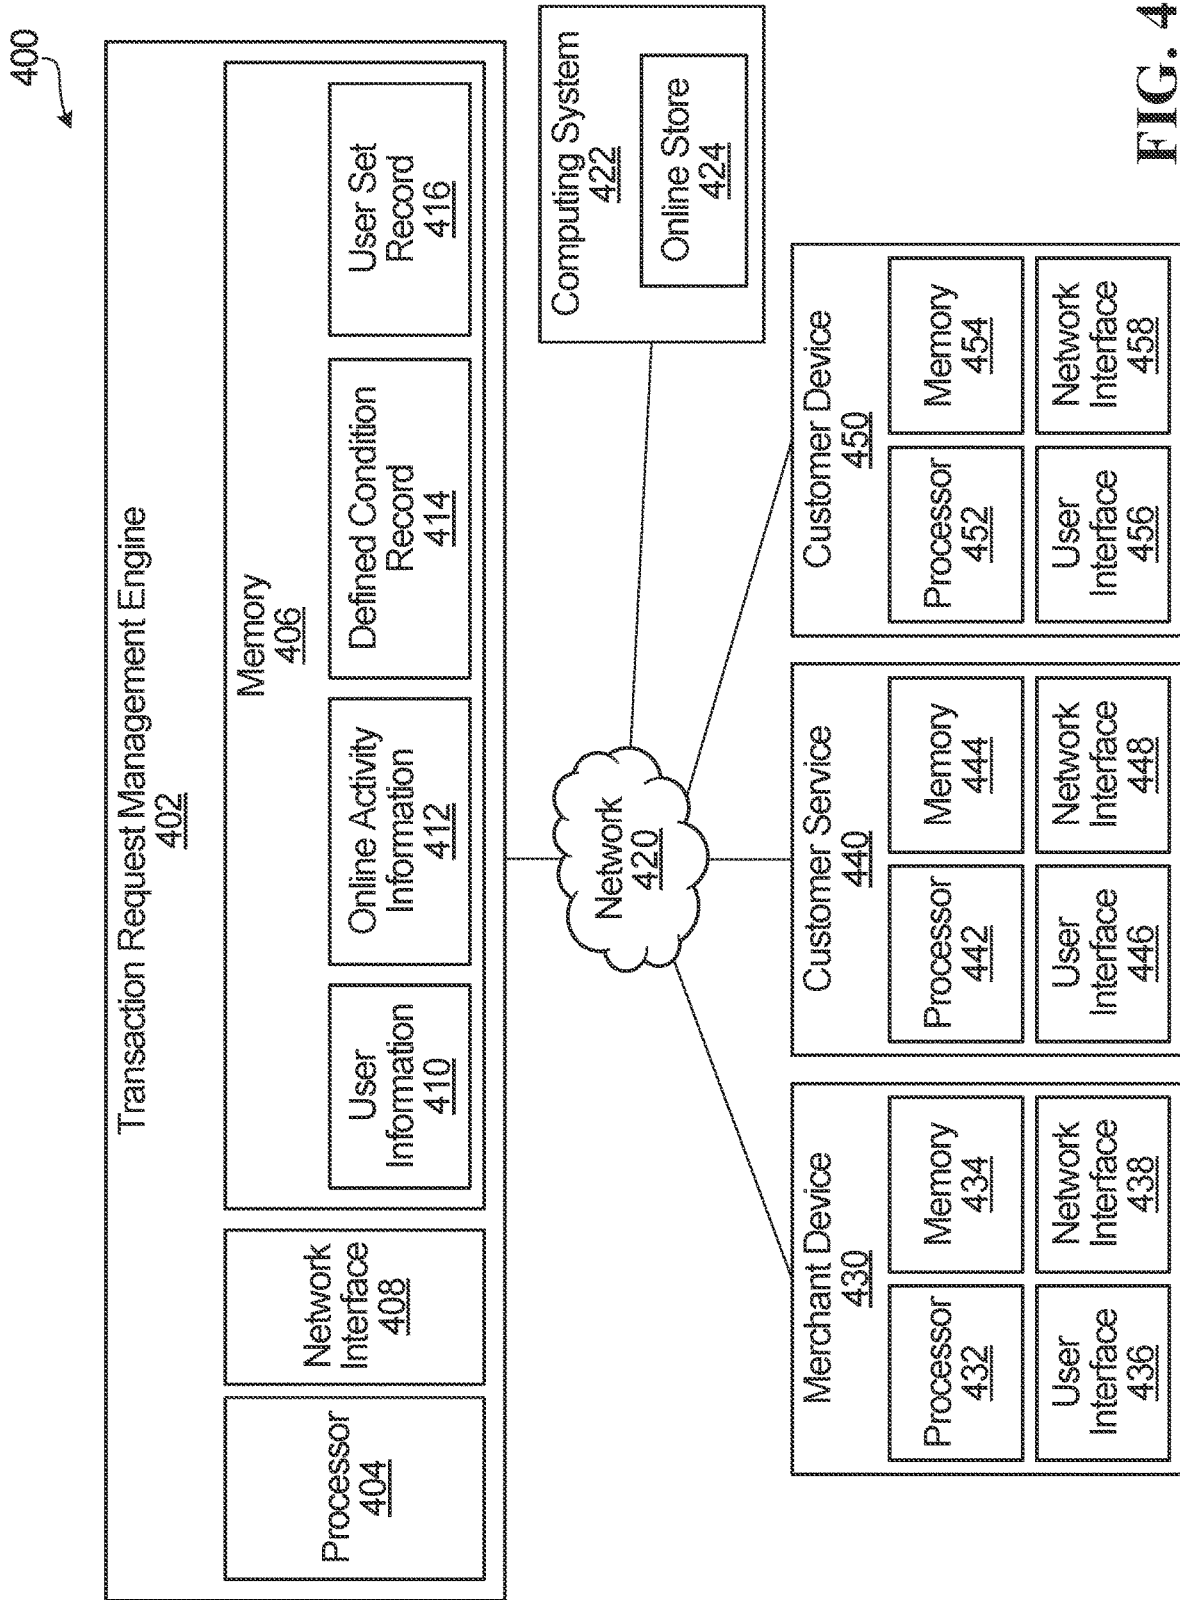 400
Transaction Request Management Engine
402
Processor
404
Network
Interface
408
Memory
406
User
Information
410
Online Activity
Information
412
Defined Condition
Record
414
User Set
Record
416
Network
420
Computing System
422
Online Store
424
Merchant Device
430
Processor
432
Memory
434
User
Interface
436
Network
Interface
438
Customer Service
440
Processor
442
Memory
444
User
Interface
446
Network
Interface
448
Customer Device
450
Processor
452
Memory
454
User
Interface
456
Network
Interface
458
FIG. 4